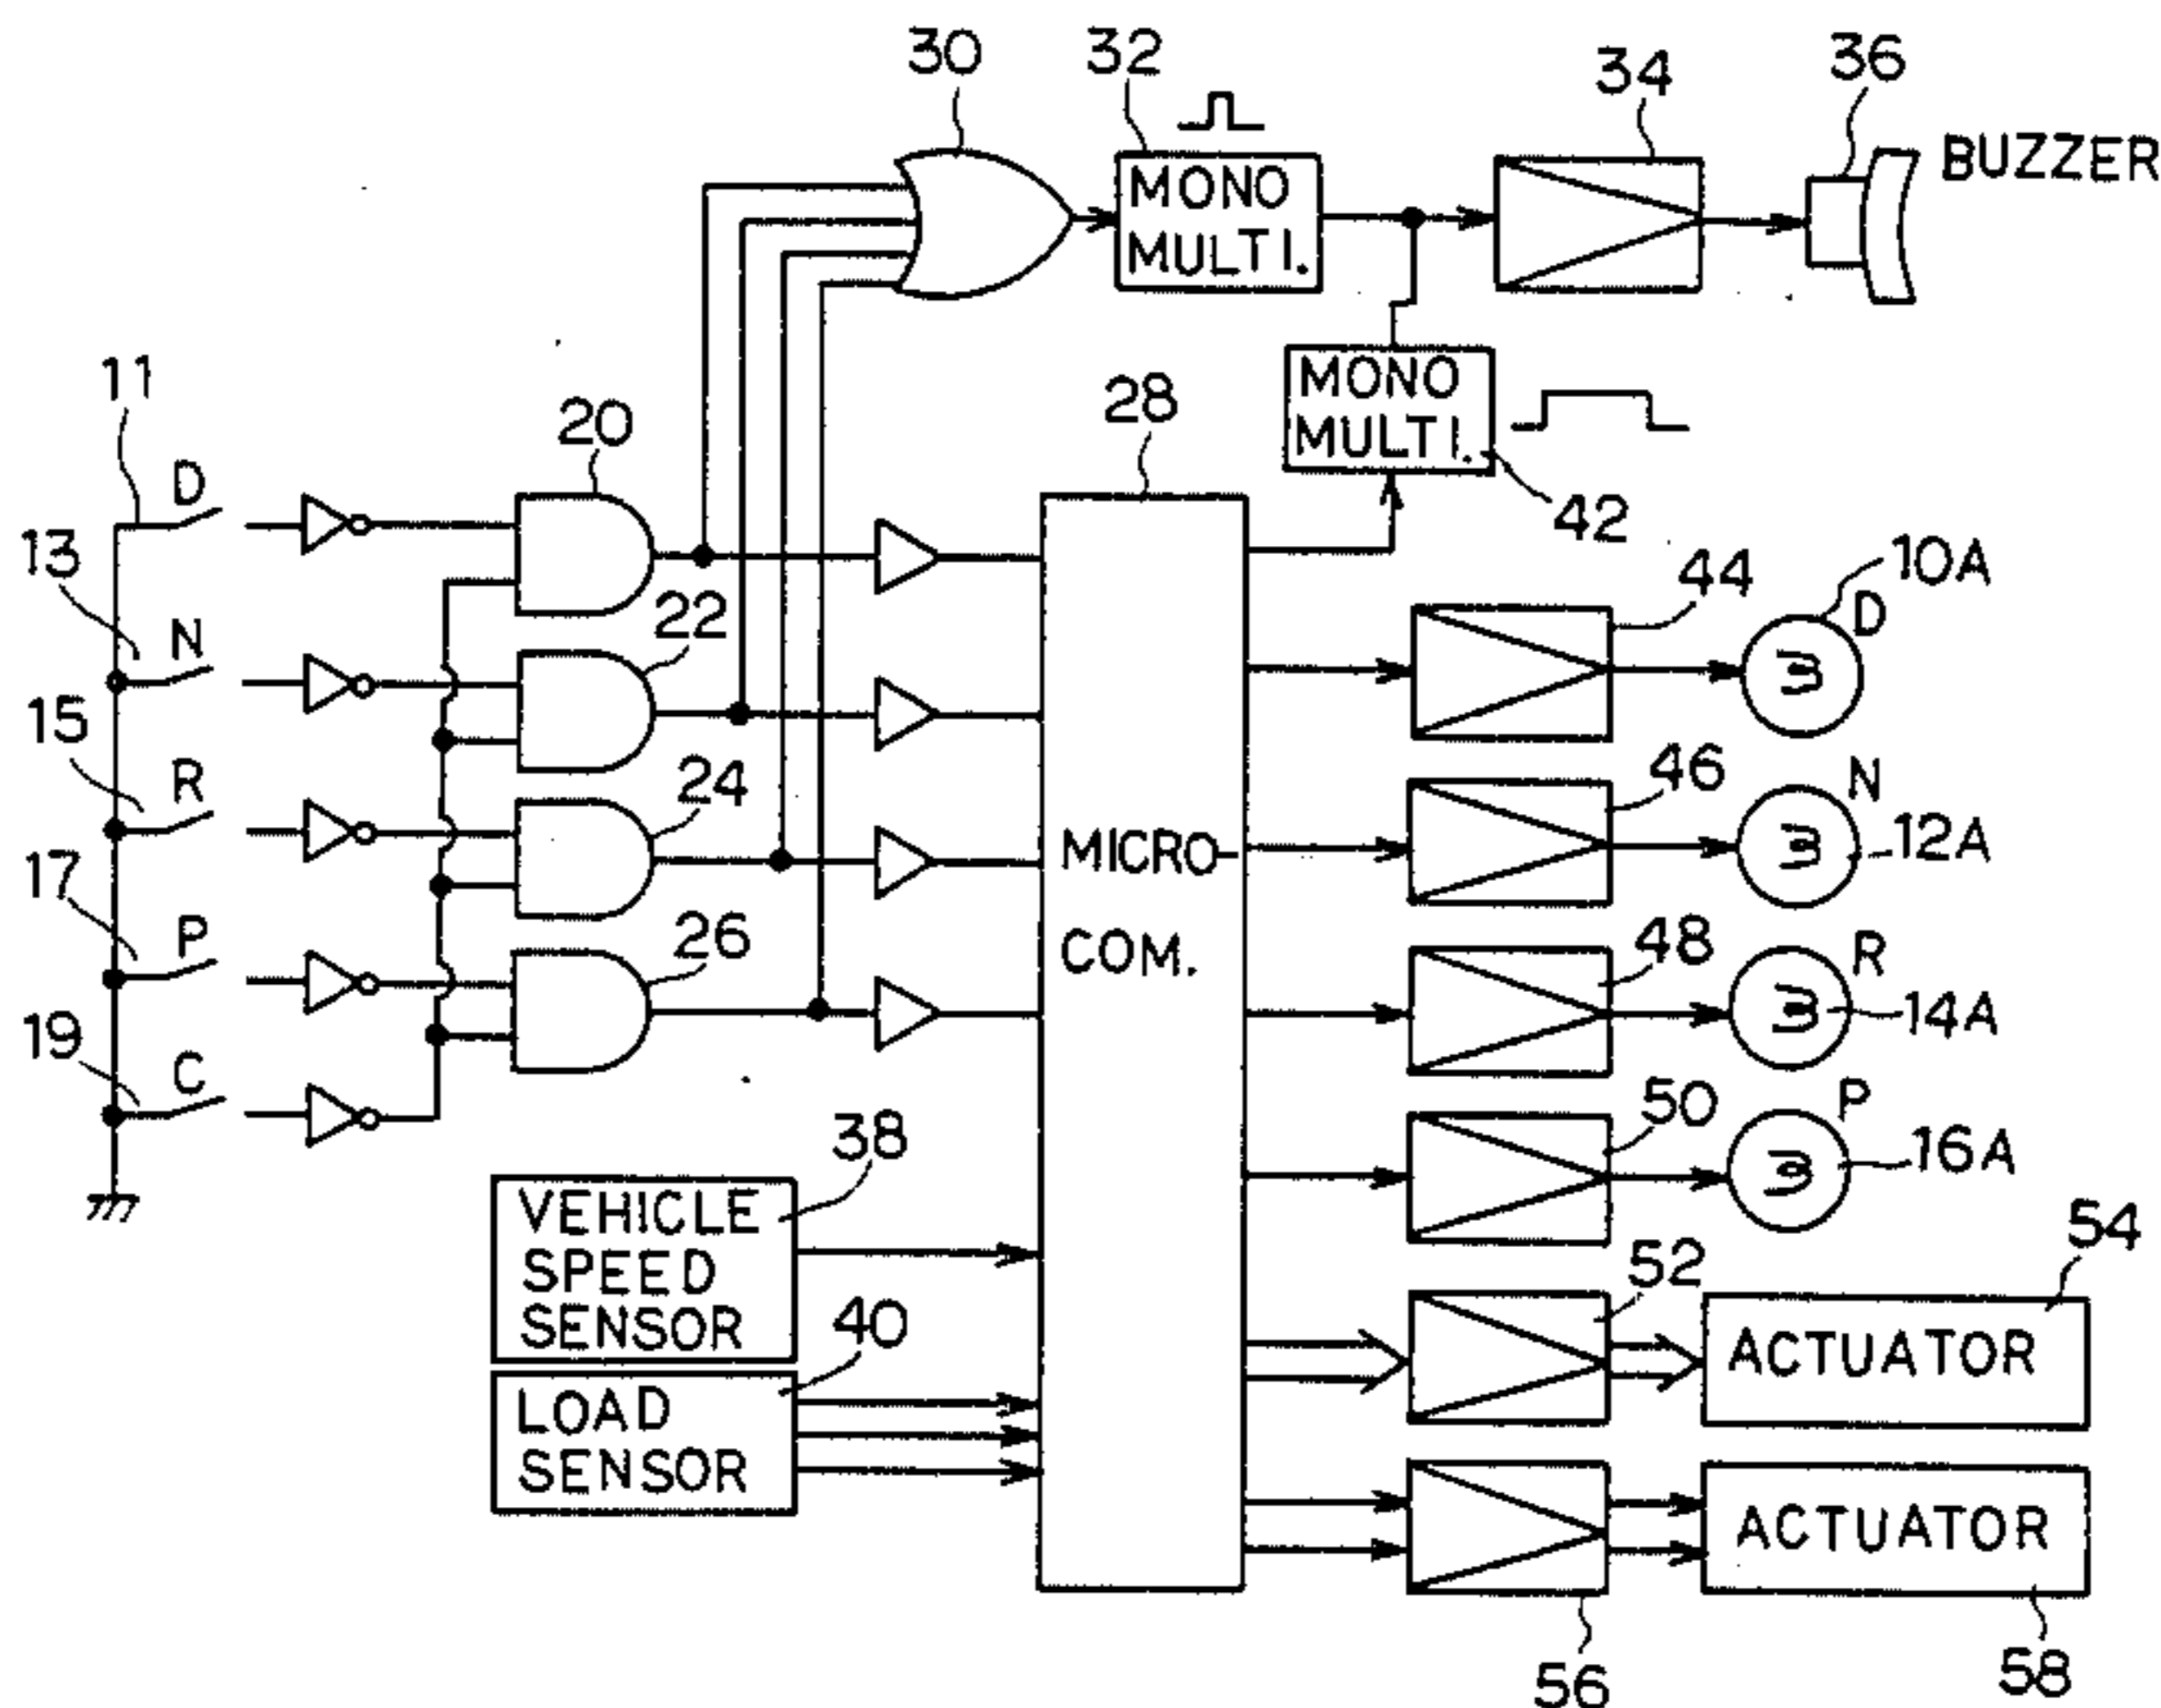 30
32
34
36
BUZZER
MONO
MULTI.
11
20
28
MONO
MULTI.
42
D
13
22
44
10A
D
N
15
24
46
N
12A
R
MICRO-
COM.
17
26
48
R
14A
P
19
C
38
50
P
16A
VEHICLE
SPEED
SENSOR
52
54
ACTUATOR
40
LOAD
SENSOR
ACTUATOR
56
58